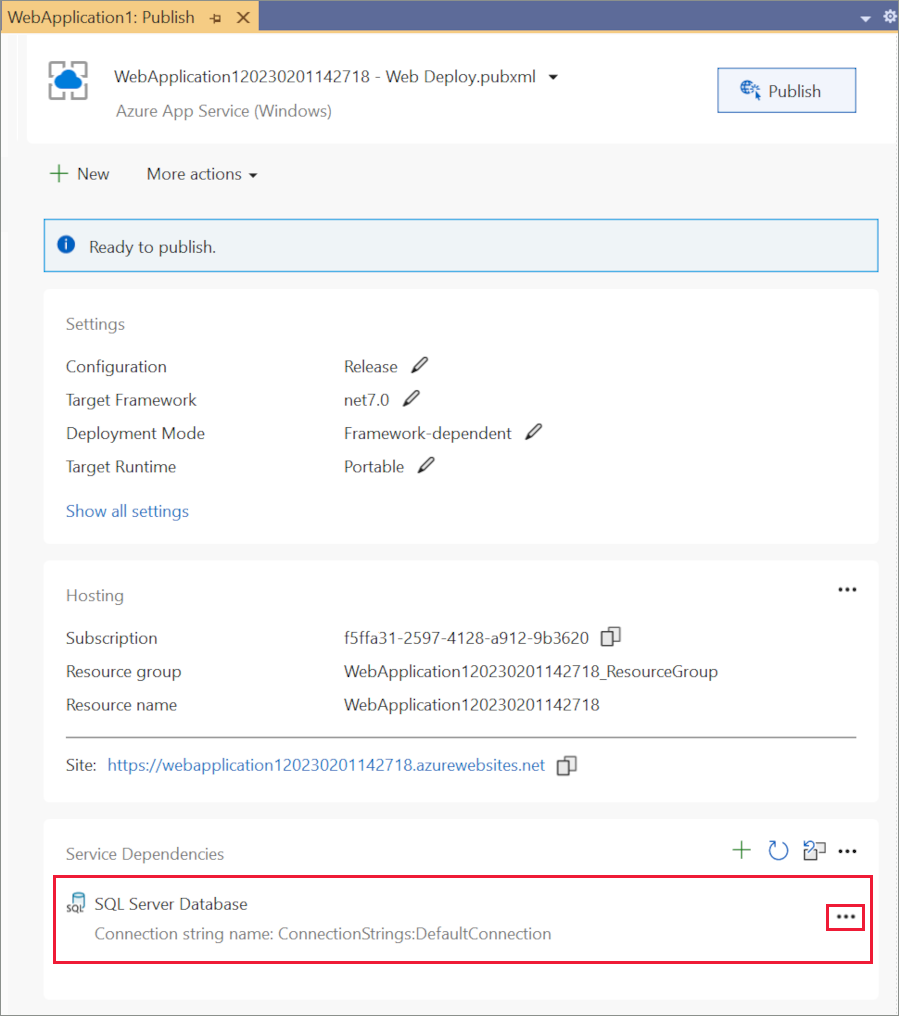 WebApplication1: Publish
WebApplication120230201142718 - Web Deploy.pubxml
Azure App Service (Windows)
Publish
New
More actions
Ready to publish.
Settings
Configuration Release
Target Framework net7.0
Deployment Mode Framework-dependent
Target Runtime Portable
Show all settings
Hosting
Subscription f5ffa31-2597-4128-a912-9b3620
Resource group WebApplication120230201142718_ResourceGroup
Resource name WebApplication120230201142718
Site: https://webapplication120230201142718.azurewebsites.net
Service Dependencies
SQL SQL Server Database
Connection string name: ConnectionStrings:DefaultConnection